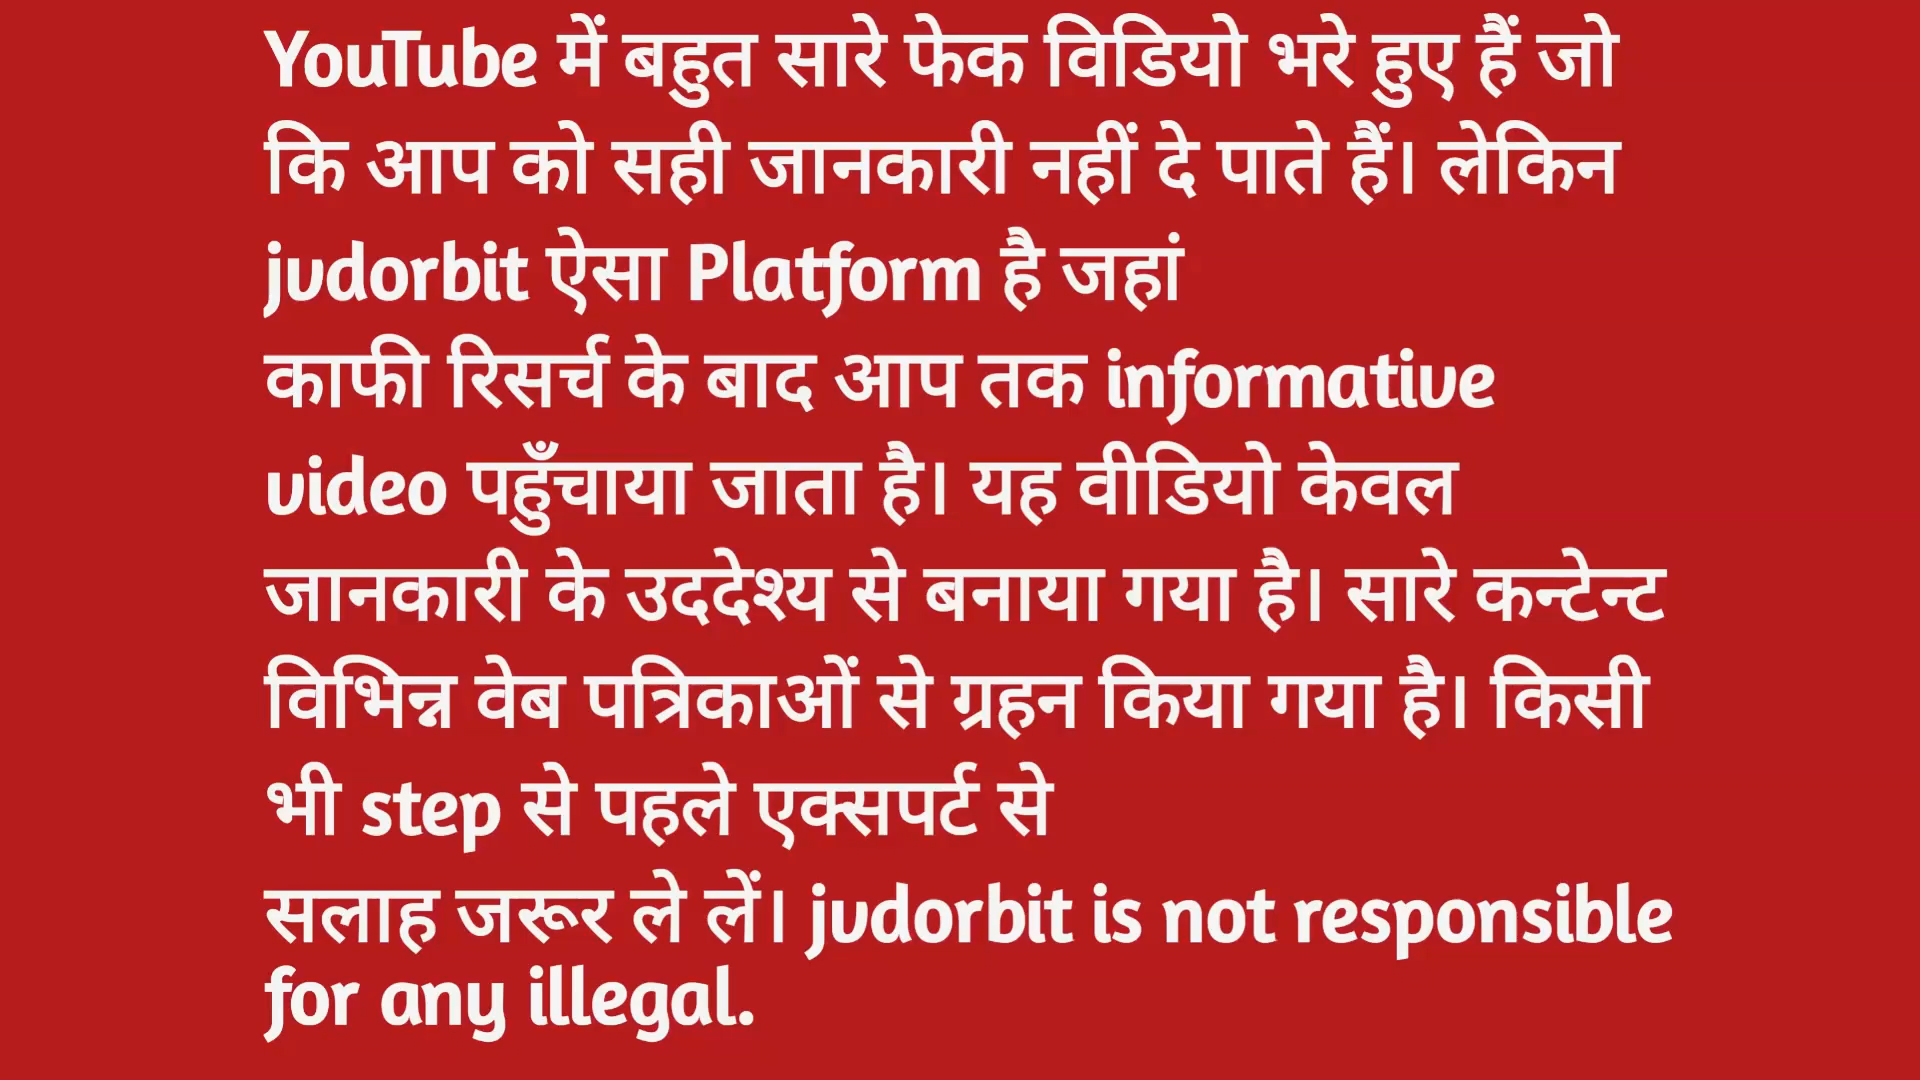 YouTube में बहुत सारे फेक विडियो भरे हुए हैं जो
कि आप को सही जानकारी नहीं दे पाते हैं। लेकिन
jvdorbit ऐसा Platform है जहां
काफी रिसर्च के बाद आप तक informative
video पहुँचाया जाता है। यह वीडियो केवल
जानकारी के उददेश्य से बनाया गया है। सारे कन्टेन्ट
विभिन्न वेब पत्रिकाओं से ग्रहन किया गया है। किसी
भी step से पहले एक्सपर्ट से
सलाह जरूर ले लें। jvdorbit is not responsible
for any illegal.